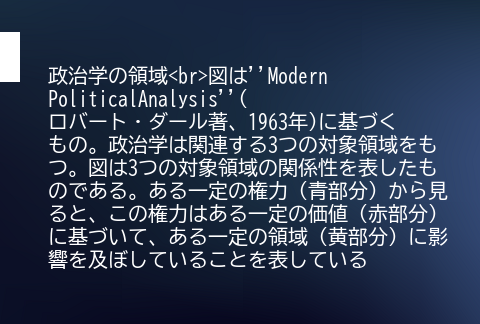 政治学の領域<br>図は''Modern
PoliticalAnalysis''(
ロバート・ダール著、1963年)に基づく
もの。政治学は関連する3つの対象領域をも
つ。図は3つの対象領域の関係性を表したも
のである。ある一定の権力（青部分）から見
ると、この権力はある一定の価値（赤部分）
に基づいて、ある一定の領域（黄部分）に影
響を及ぼしていることを表している